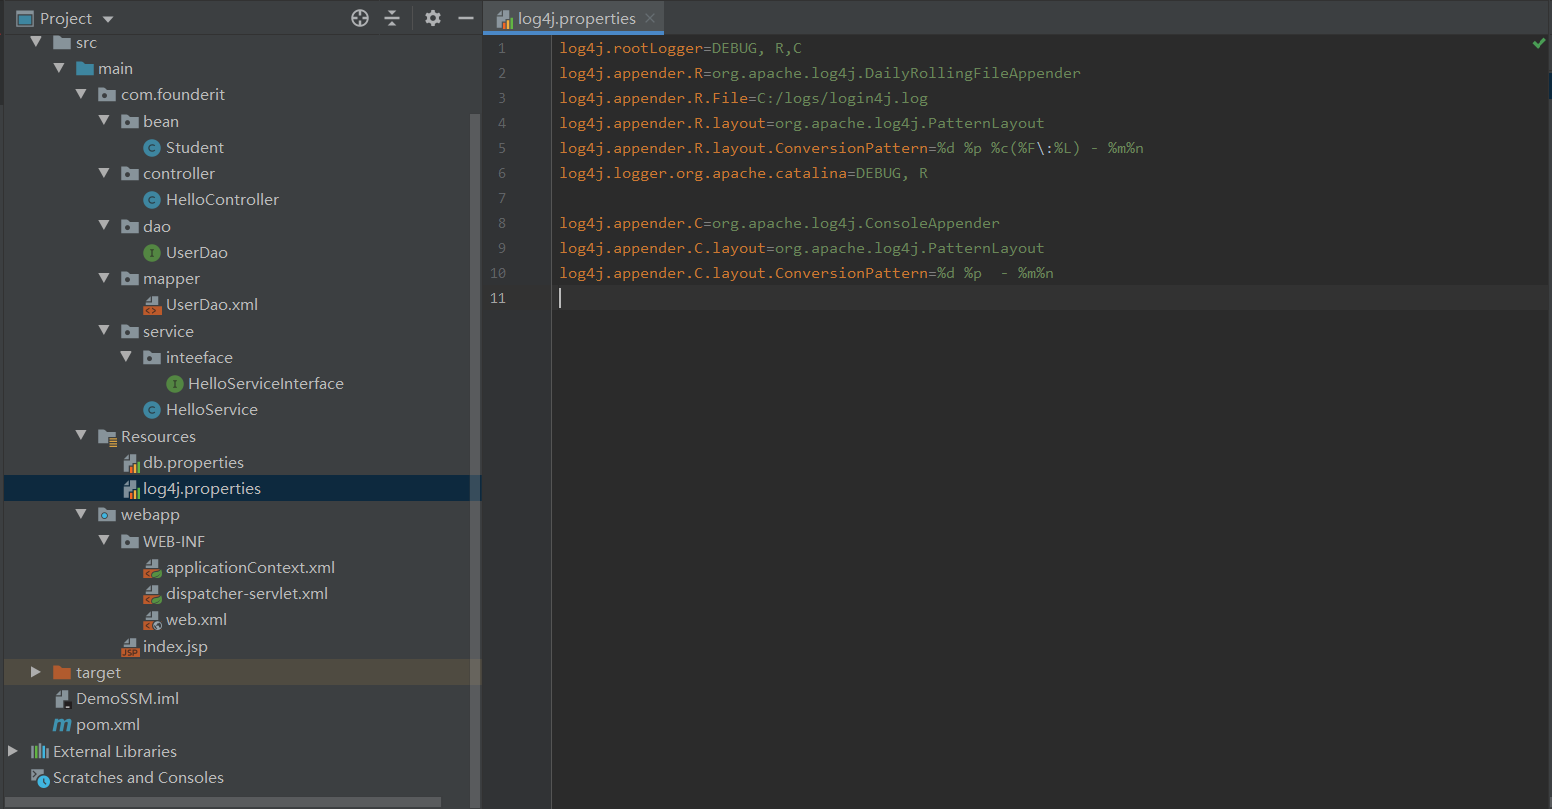 Project
src
main
com.founderit
bean
Student
controller
HelloController
dao
UserDao
mapper
UserDao.xml
service
inteeface
HelloServiceInterface
HelloService
Resources
db.properties
log4j.properties
webapp
WEB-INF
applicationContext.xml
dispatcher-servlet.xml
web.xml
index.jsp
target
DemoSSM.iml
pom.xml
External Libraries
Scratches and Consoles
log4j.properties
1 log4j.rootLogger=DEBUG, R,C
2 log4j.appender.R=org.apache.log4j.DailyRollingFileAppender
3 log4j.appender.R.File=C:/logs/login4j.log
4 log4j.appender.R.layout=org.apache.log4j.PatternLayout
5 log4j.appender.R.layout.ConversionPattern=%d %p %c(%F\:%L) - %m%n
6 log4j.logger.org.apache.catalina=DEBUG, R
7
8 log4j.appender.C=org.apache.log4j.ConsoleAppender
9 log4j.appender.C.layout=org.apache.log4j.PatternLayout
10 log4j.appender.C.layout.ConversionPattern=%d %p  - %m%n
11